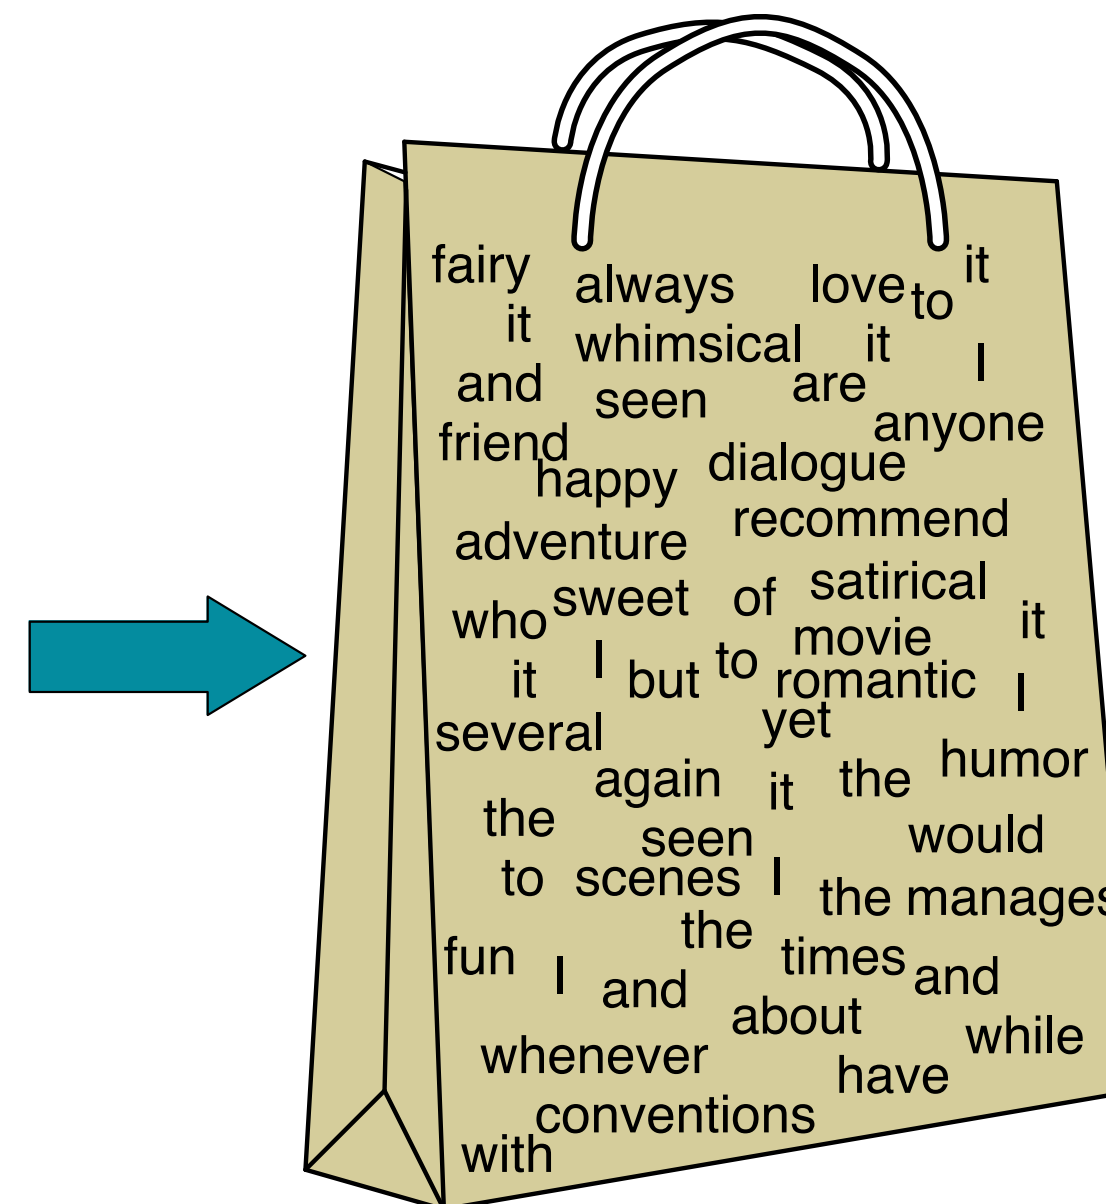 fairy always love to it
it whimsical it I
and seen are anyone
friend happy dialogue
adventure recommend
who sweet of satirical it
it I but to movie romantic I
several yet humor
again it the
the seen would
to scenes I the manages
fun the times and
I and about while
whenever have
conventions
with